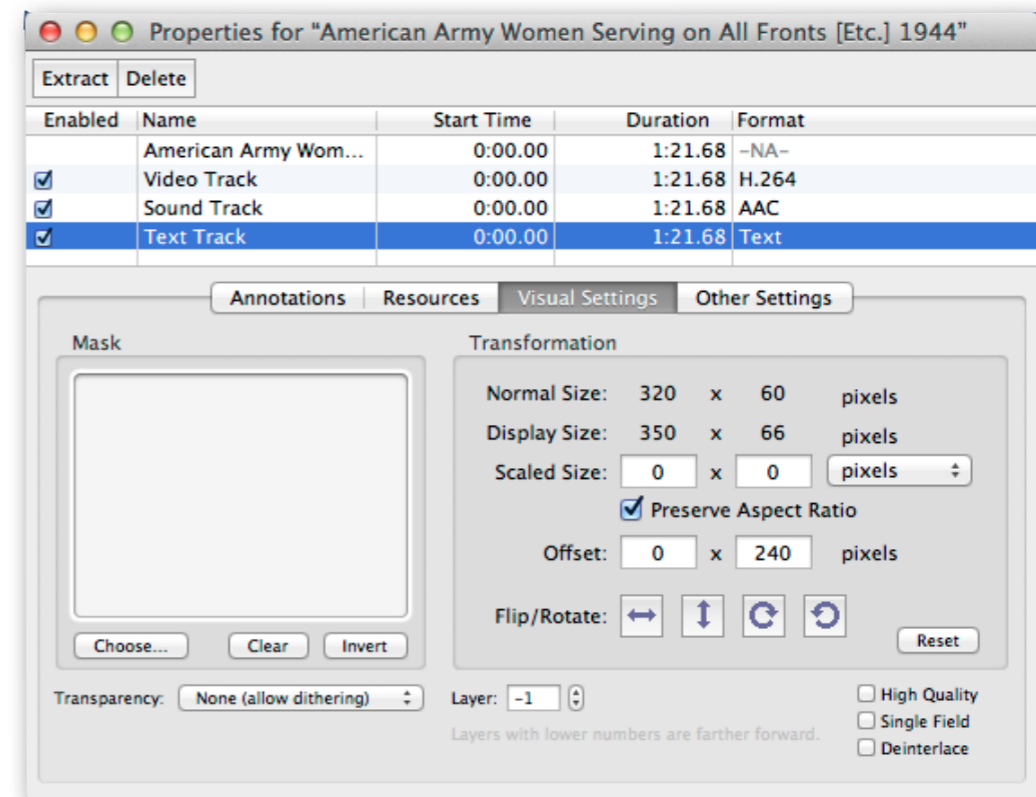 Properties for “American Army Women Serving on All Fronts [Etc.] 1944”
Extract Delete
Enabled Name Start Time Duration Format
American Army Wom... 0:00.00 1:21.68 -NA-
Video Track 0:00.00 1:21.68 H.264
Sound Track 0:00.00 1:21.68 AAC
Text Track 0:00.00 1:21.68 Text
Annotations Resources Visual Settings Other Settings
Mask
Transformation
Normal Size: 320 x 60 pixels
Display Size: 350 x 66 pixels
Scaled Size: 0 x 0 pixels
Preserve Aspect Ratio
Offset: 0 x 240 pixels
Flip/Rotate:
Choose... Clear Invert
Reset
Transparency: None (allow dithering) Layer: -1
Layers with lower numbers are farther forward.
High Quality
Single Field
Deinterlace